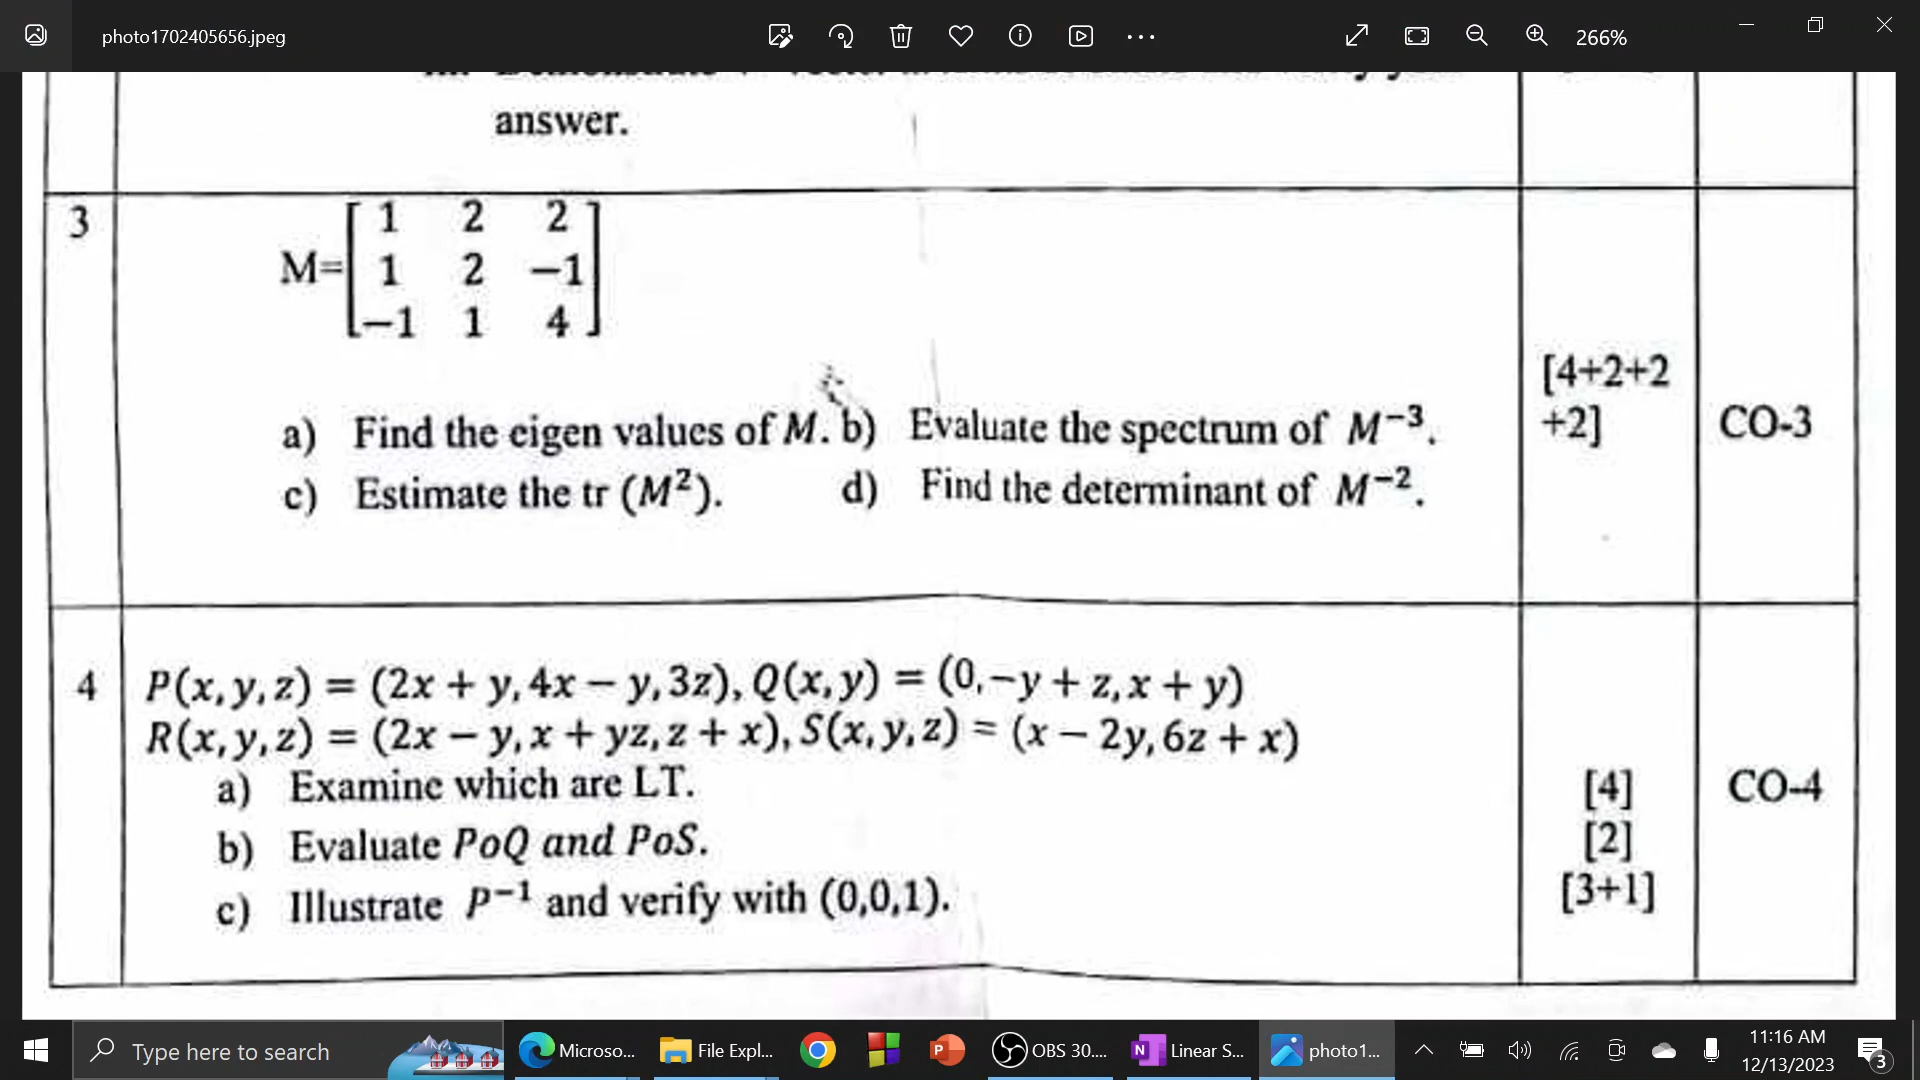 photo1702405656.jpeg
266%
answer.
3
M=[1 2 2
1 2 −1
−1 1 4]
a) Find the eigen values of M. b) Evaluate the spectrum of M⁻³.
c) Estimate the tr (M²). d) Find the determinant of M⁻².
[4+2+2
+2]
CO-3
4
P(x,y,z) = (2x + y, 4x − y, 3z), Q(x,y) = (0,−y + z, x + y)
R(x,y,z) = (2x − y, x + yz, z + x), S(x,y,z) = (x − 2y, 6z + x)
a) Examine which are LT.
b) Evaluate PoQ and PoS.
c) Illustrate P⁻¹ and verify with (0,0,1).
[4]
[2]
[3+1]
CO-4
Type here to search
Microso...
File Expl...
OBS 30....
Linear S...
photo1...
11:16 AM
12/13/2023
3